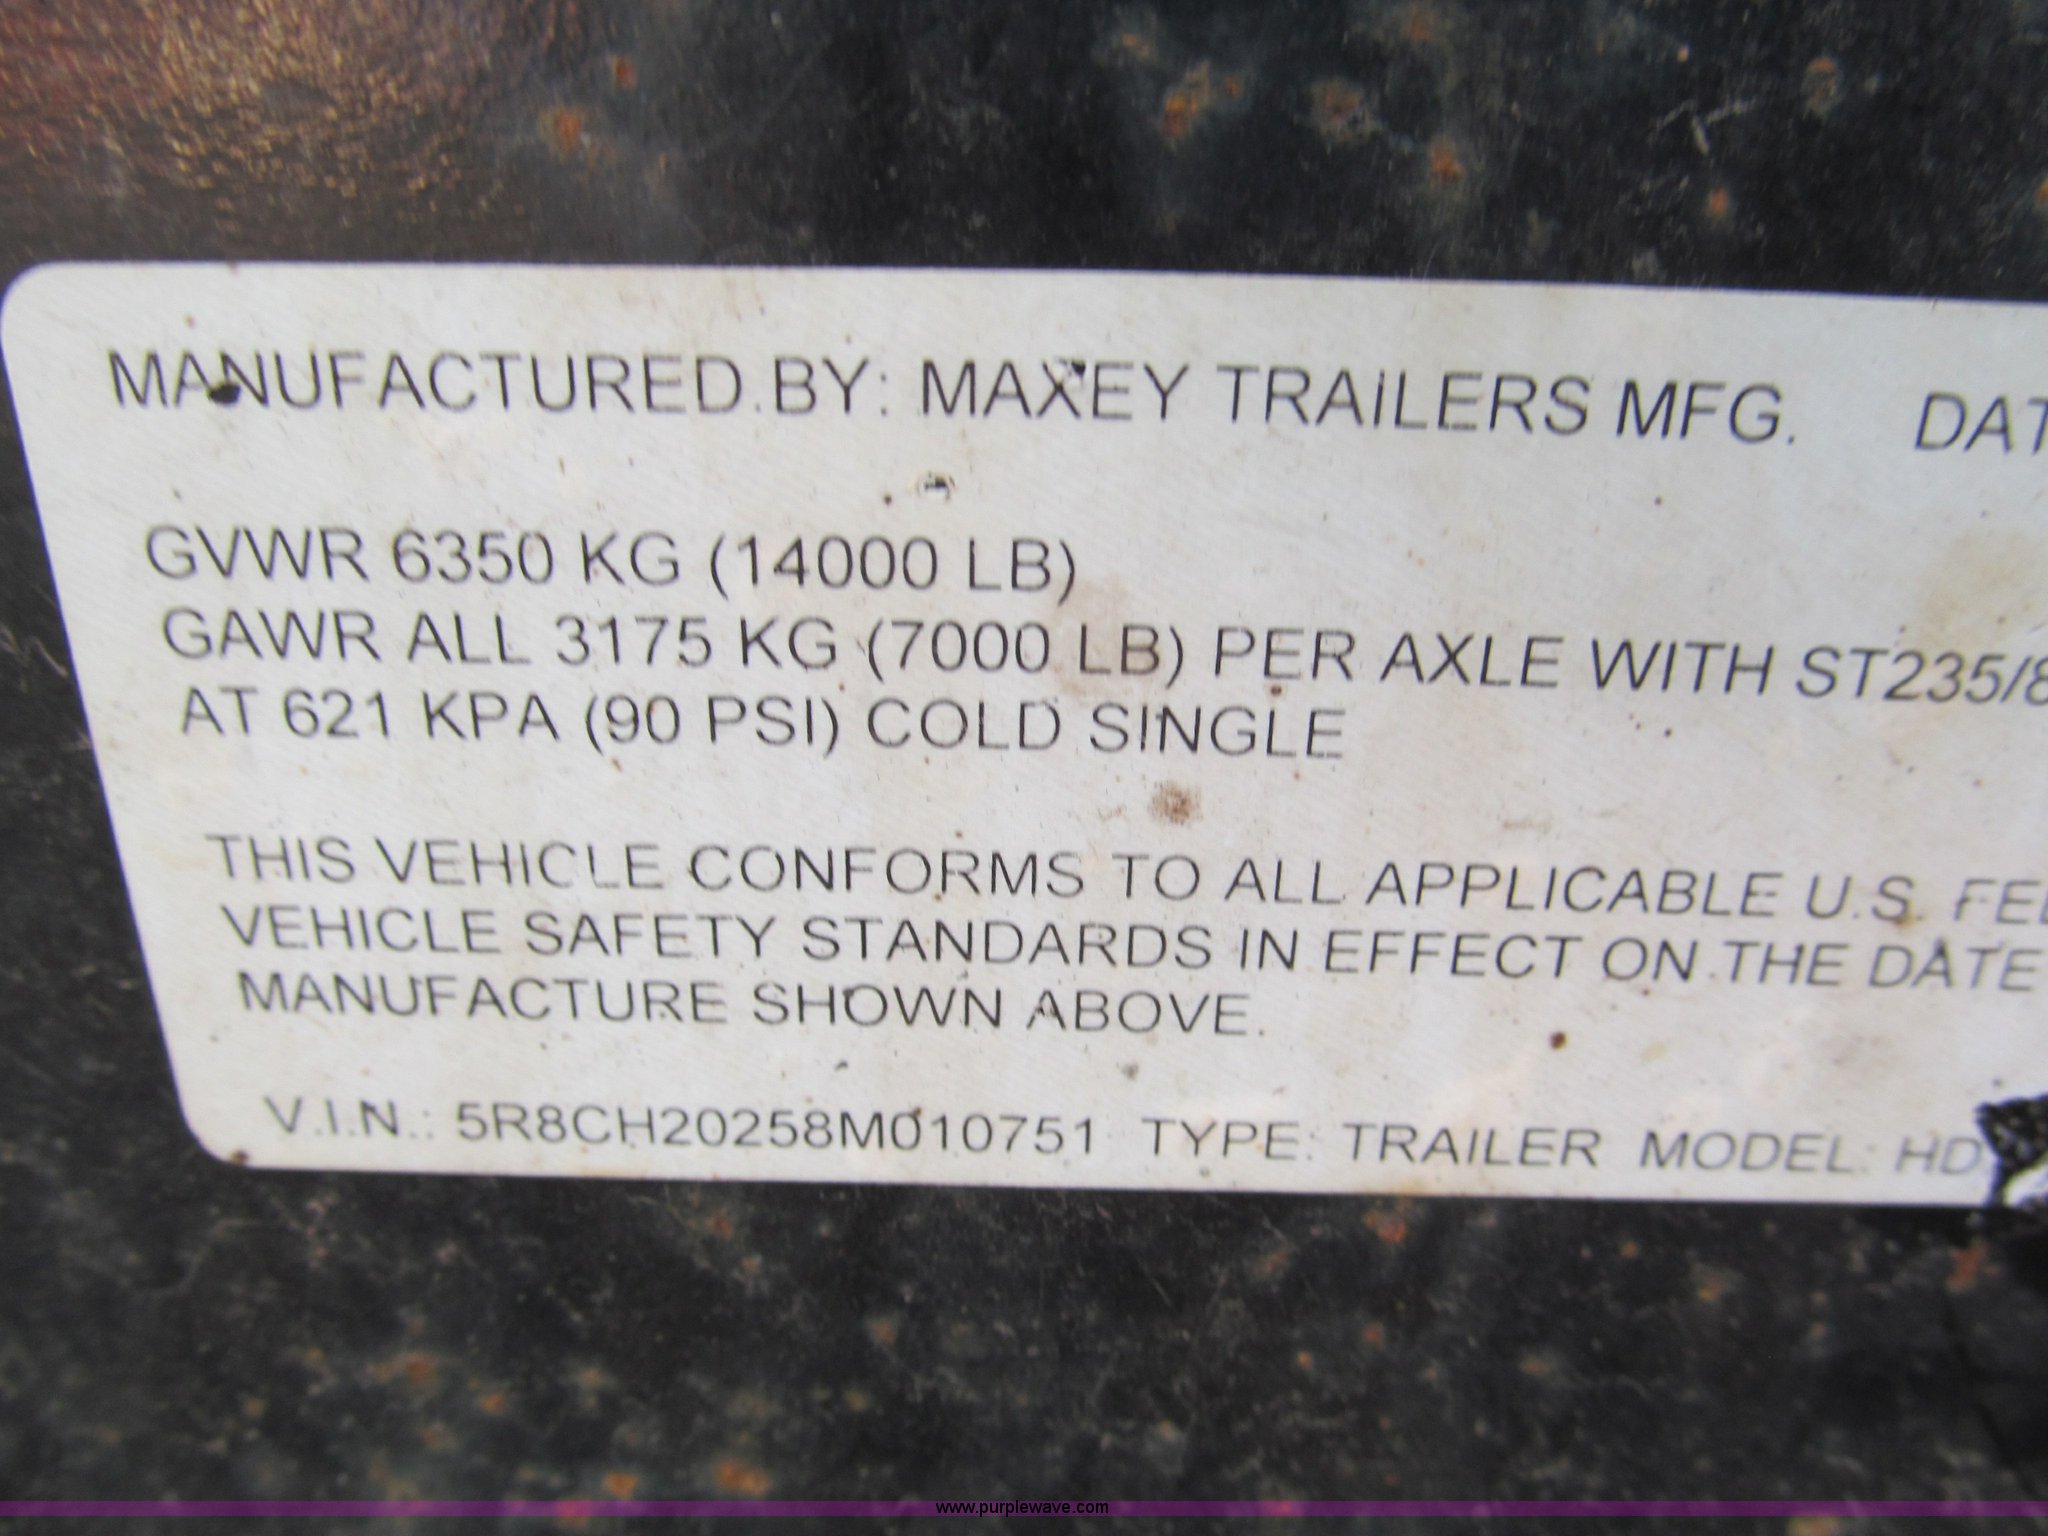 MANUFACTURED BY: MAXEY TRAILERS MFG. DAT
GVWR 6350 KG (14000 LB)
GAWR ALL 3175 KG (7000 LB) PER AXLE WITH ST235/8
AT 621 KPA (90 PSI) COLD SINGLE
THIS VEHICLE CONFORMS TO ALL APPLICABLE U.S. FED
VEHICLE SAFETY STANDARDS IN EFFECT ON THE DATE
MANUFACTURE SHOWN ABOVE.
V.I.N.: 5R8CH20258M010751 TYPE: TRAILER MODEL: HD
www.purplewave.com